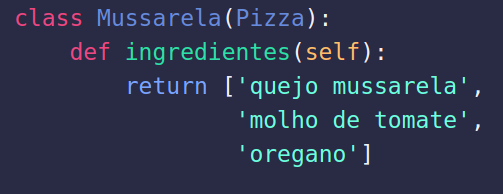 class Mussarela(Pizza):
    def ingredientes(self):
        return ['quejo mussarela',
                'molho de tomate',
                'oregano']